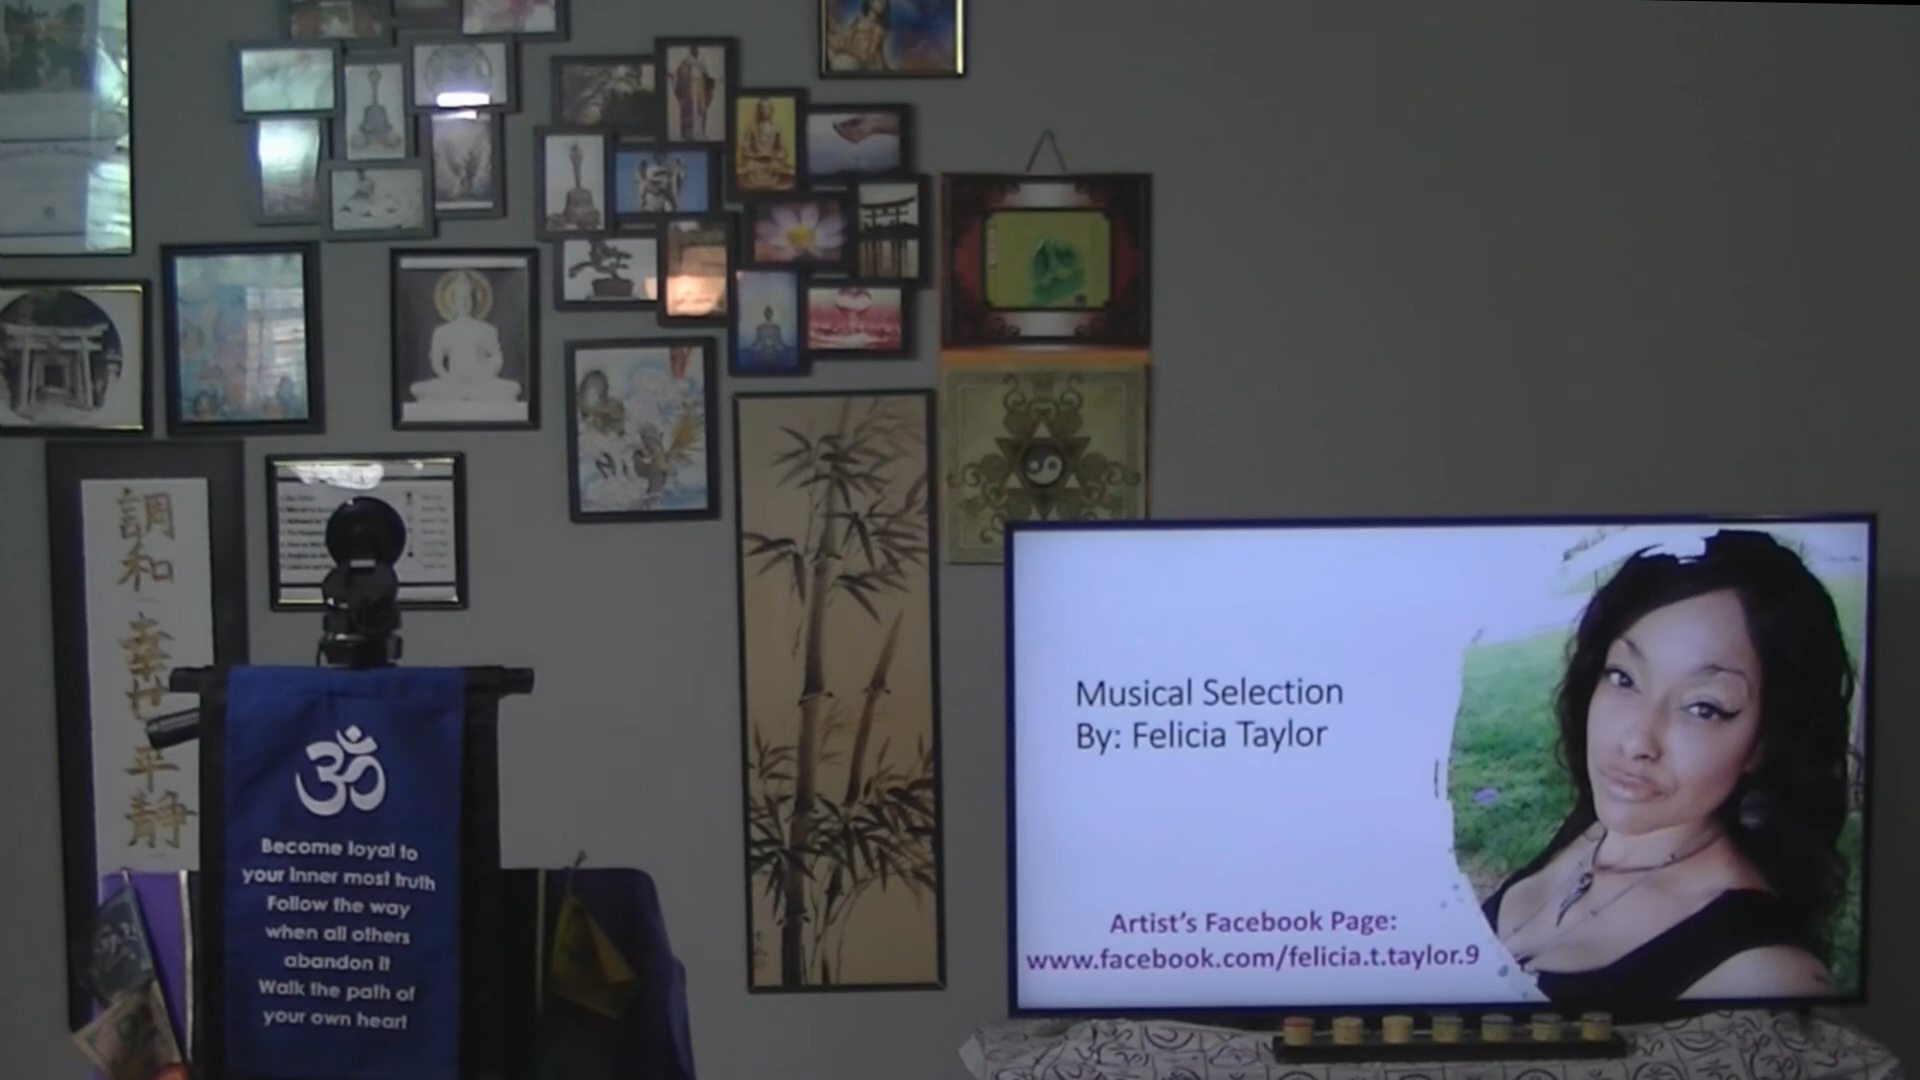 調
和
幸
せ
平
静
ॐ
Become loyal to
your inner most truth
Follow the way
when all others
abandon it
Walk the path of
your own heart
Musical Selection
By: Felicia Taylor
Artist's Facebook Page:
www.facebook.com/felicia.t.taylor.9